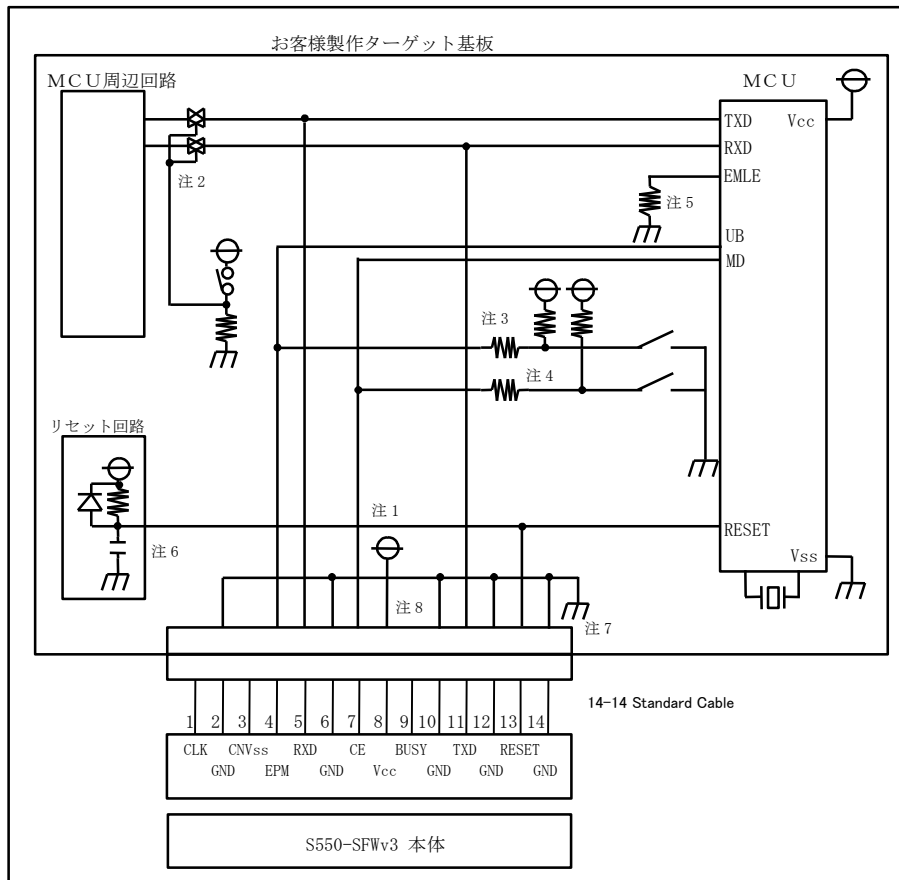 お客様製作ターゲット基板
MCU周辺回路
MCU
TXD
Vcc
RXD
EMLE
注2
注5
UB
MD
注3
注4
リセット回路
注1
RESET
注6
Vss
注8
注7
14-14 Standard Cable
1 2 3 4 5 6 7 8 9 10 11 12 13 14
CLK CNVss RXD CE BUSY TXD RESET
GND EPM GND Vcc GND GND GND
S550-SFWv3 本体